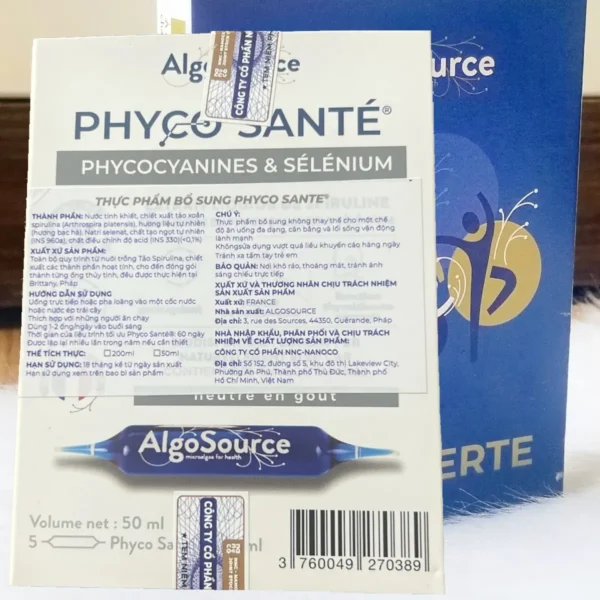 AlgoSource
PHYCO SANTÉ®
PHYCOCYANINES & SÉLÉNIUM
THỰC PHẨM BỔ SUNG PHYCO SANTE®
THÀNH PHẦN: Nước tinh khiết, chiết xuất tảo xoắn
spirulina (Arthrospira platensis), hương liệu tự nhiên
(hương bạc hà). Natri selenat, chất tạo ngọt tự nhiên
(INS 960a), chất điều chỉnh độ acid (INS 330)(<0,1%)
XUẤT XỨ SẢN PHẨM:
Toàn bộ quy trình từ nuôi trồng Tảo Spirulina, chiết
xuất các thành phần hoạt tính, cho đến đóng gói
thành từng ống thủy tinh, đều được thực hiện tại
Brittany, Pháp
HƯỚNG DẪN SỬ DỤNG
Uống trực tiếp hoặc pha loãng vào một cốc nước
hoặc nước ép trái cây
Thích hợp với những người ăn chay
Dùng 1-2 ống/ngày vào buổi sáng
Thời gian của liệu trình tối ưu Phyco Santé®: 60 ngày
Được lặp lại nhiều lần trong năm nếu cần thiết
THỂ TÍCH THỰC: 200ml 50ml
HẠN SỬ DỤNG: 18 tháng kể từ ngày sản xuất
Hạn sử dụng xem trên bao bì sản phẩm
CHÚ Ý:
Thực phẩm bổ sung không thay thế cho một chế
độ ăn uống đa dạng, cân bằng và lối sống vận động
lành mạnh
Không sử dụng vượt quá liều khuyến cáo hàng ngày
Tránh xa tầm tay trẻ em
BẢO QUẢN: Nơi khô ráo, thoáng mát, tránh ánh
sáng chiếu trực tiếp
XUẤT XỨ VÀ THƯƠNG NHÂN CHỊU TRÁCH NHIỆM
SẢN XUẤT SẢN PHẨM
Xuất xứ: FRANCE
Nhà sản xuất: ALGOSOURCE
Địa chỉ: 3, rue des Sources, 44350, Guérande, Pháp
NHÀ NHẬP KHẨU, PHÂN PHỐI VÀ CHỊU TRÁCH
NHIỆM VỀ CHẤT LƯỢNG SẢN PHẨM:
CÔNG TY CỔ PHẦN NNC-NANOCO
Địa chỉ: Số 152, đường số 5, khu đô thị Lakeview City,
Phường An Phú, Thành phố Thủ Đức, Thành phố
Hồ Chí Minh, Việt Nam
neutre en goût
AlgoSource
microalgae for health
Volume net : 50 ml
5 Phyco Sa ml
3 760049 270389
CÔNG TY CỔ PHẦN N
TEM NIÊM
CÔNG TY CỔ PHẦN
TEM NIÊM
Source
ERTE